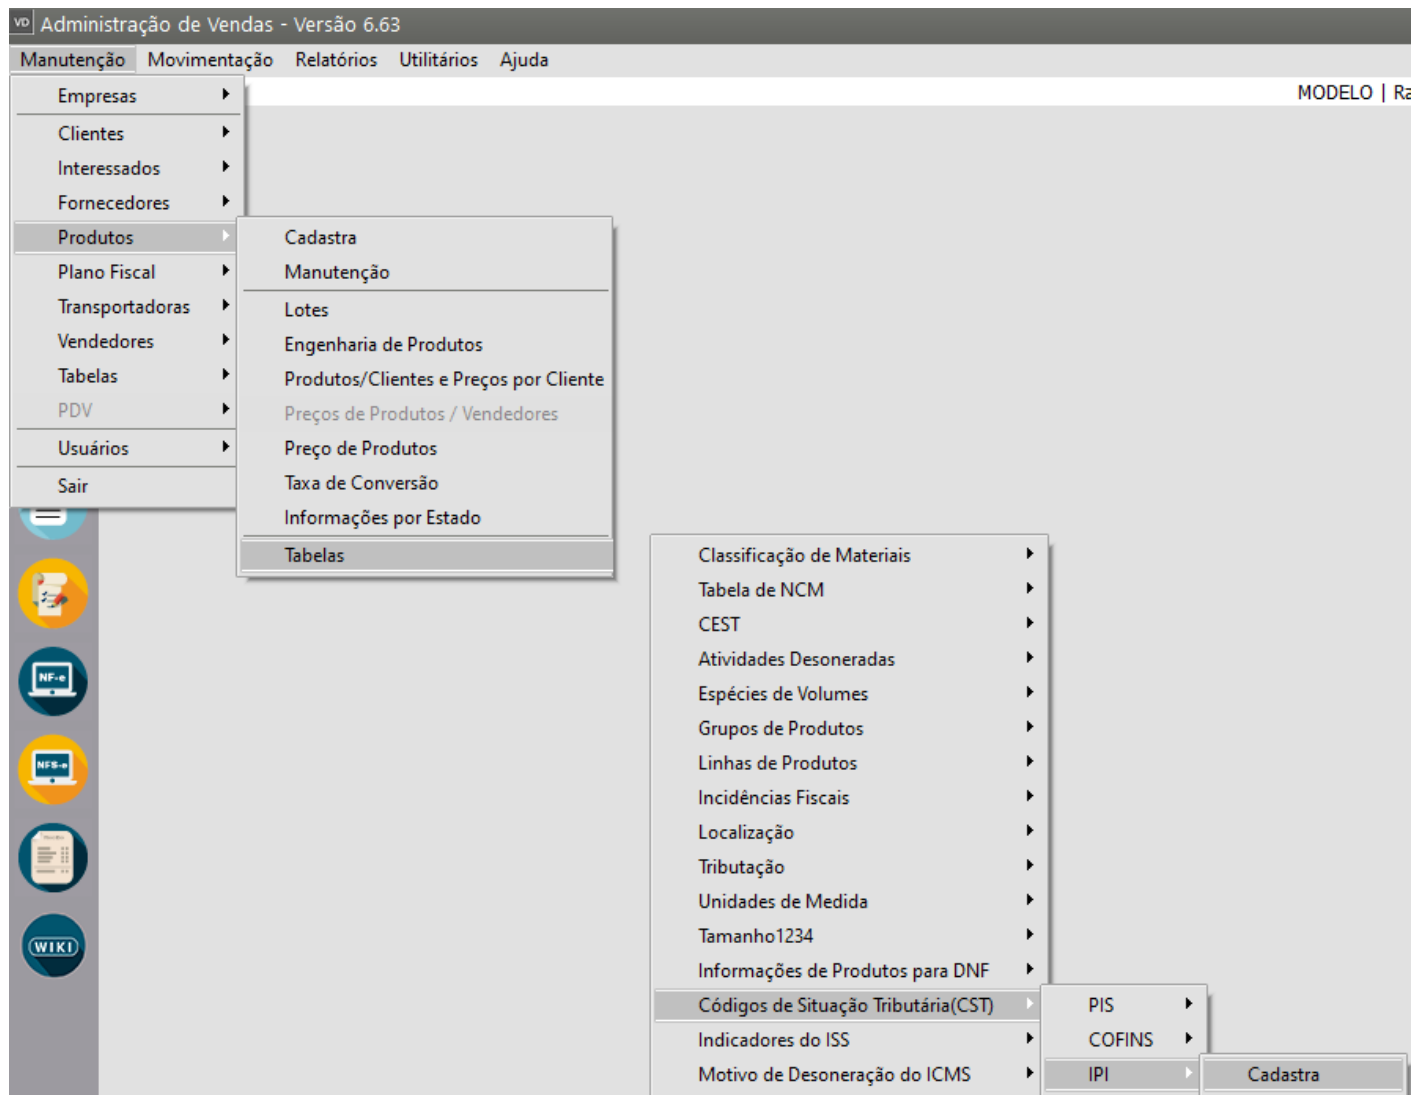 VD Administração de Vendas - Versão 6.63
Manutenção Movimentação Relatórios Utilitários Ajuda
MODELO | Ra
Empresas
Clientes
Interessados
Fornecedores
Produtos
Plano Fiscal
Transportadoras
Vendedores
Tabelas
PDV
Usuários
Sair
Cadastra
Manutenção
Lotes
Engenharia de Produtos
Produtos/Clientes e Preços por Cliente
Preços de Produtos / Vendedores
Preço de Produtos
Taxa de Conversão
Informações por Estado
Tabelas
Classificação de Materiais
Tabela de NCM
CEST
Atividades Desoneradas
Espécies de Volumes
Grupos de Produtos
Linhas de Produtos
Incidências Fiscais
Localização
Tributação
Unidades de Medida
Tamanho1234
Informações de Produtos para DNF
Códigos de Situação Tributária(CST)
Indicadores do ISS
Motivo de Desoneração do ICMS
PIS
COFINS
IPI
Cadastra
NF-e
NFS-e
WIKI